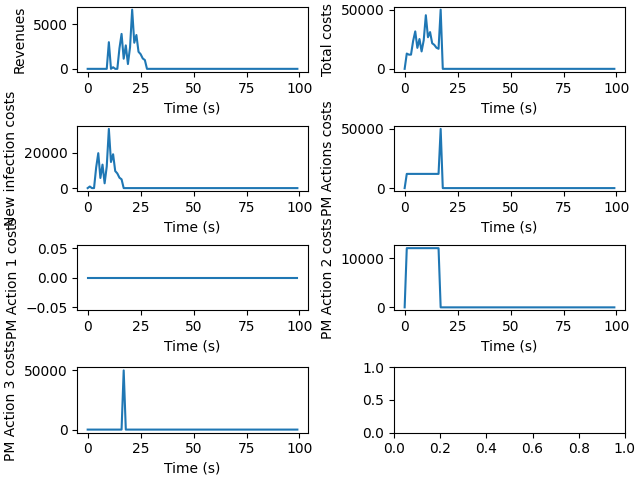 Revenues
5000
0
0 25 50 75 100
Time (s)
Total costs
50000
0
0 25 50 75 100
Time (s)
New infection costs
20000
0
0 25 50 75 100
Time (s)
PM Actions costs
50000
0
0 25 50 75 100
Time (s)
PM Action 1 costs
0.05
0.00
−0.05
0 25 50 75 100
Time (s)
PM Action 2 costs
10000
0
0 25 50 75 100
Time (s)
PM Action 3 costs
50000
0
0 25 50 75 100
Time (s)
1.0
0.5
0.0
0.0 0.2 0.4 0.6 0.8 1.0